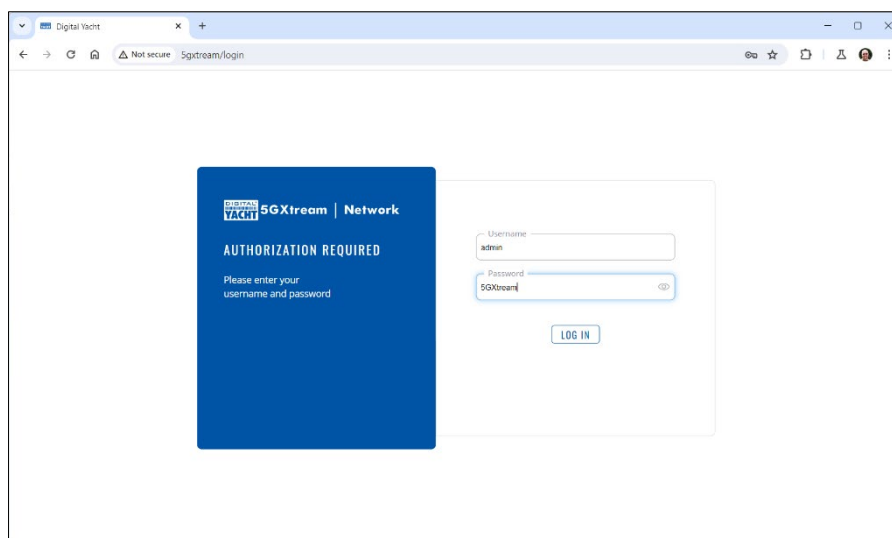 Digital Yacht
Not secure 5gxtream/login
DIGITAL YACHT 5GXtream | Network
AUTHORIZATION REQUIRED
Please enter your
username and password
Username
admin
Password
5GXtream
LOG IN